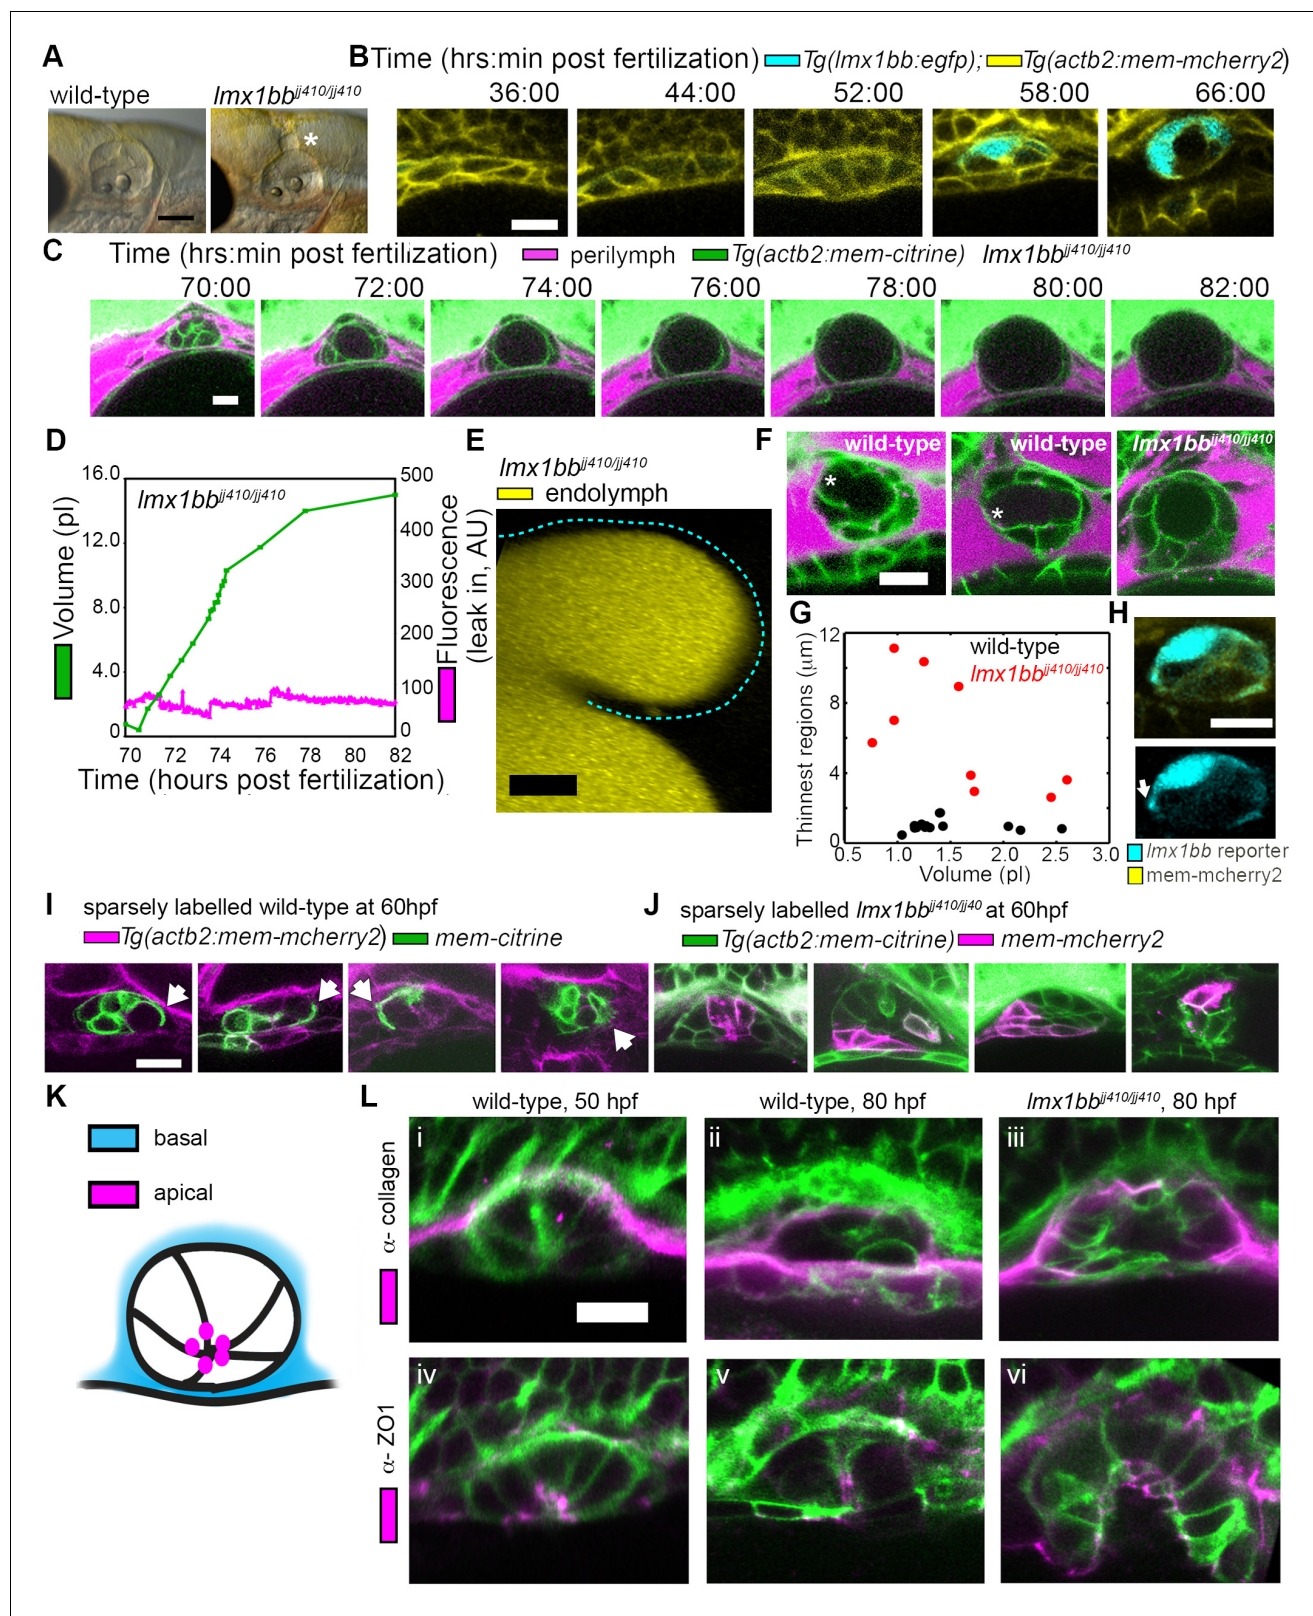 A
wild-type
lmx1bb^jj410/jj410
*
B
Time (hrs:min post fertilization) Tg(lmx1bb:egfp); Tg(actb2:mem-mcherry2)
36:00 44:00 52:00 58:00 66:00
C
Time (hrs:min post fertilization) perilymph Tg(actb2:mem-citrine) lmx1bb^jj410/jj410
70:00 72:00 74:00 76:00 78:00 80:00 82:00
D
lmx1bb^jj410/jj410
Volume (pl)
16.0
12.0
8.0
4.0
0
500
400
300
200
100
0
Fluorescence
(leak in, AU)
70 72 74 76 78 80 82
Time (hours post fertilization)
E
lmx1bb^jj410/jj410
endolymph
F
wild-type
*
wild-type
*
lmx1bb^jj410/jj410
G
wild-type
lmx1bb^jj410/jj410
Thinnest regions (µm)
12
8
4
0
0.5 1.0 1.5 2.0 2.5 3.0
Volume (pl)
H
lmx1bb reporter
mem-mcherry2
I
sparsely labelled wild-type at 60hpf
Tg(actb2:mem-mcherry2) mem-citrine
J
sparsely labelled lmx1bb^jj410/jj40 at 60hpf
Tg(actb2:mem-citrine) mem-mcherry2
K
basal
apical
L
wild-type, 50 hpf
wild-type, 80 hpf
lmx1bb^jj410/jj410, 80 hpf
α- collagen
i
ii
iii
α- ZO1
iv
v
vi